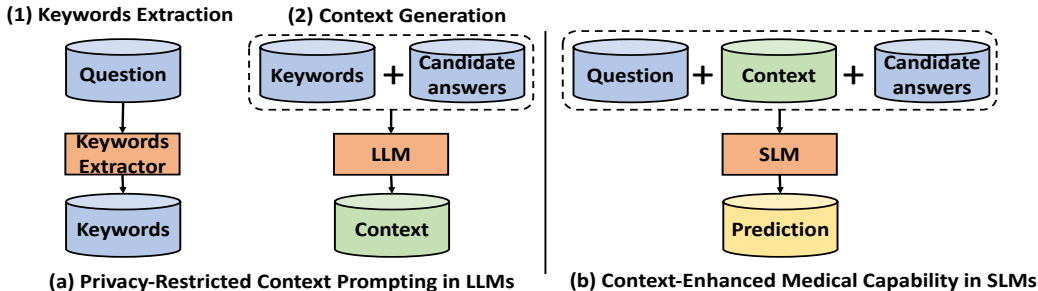 (1) Keywords Extraction
Question
Keywords
Extractor
Keywords
(2) Context Generation
Keywords
+
Candidate
answers
LLM
Context
(a) Privacy-Restricted Context Prompting in LLMs
Question
+
Context
+
Candidate
answers
SLM
Prediction
(b) Context-Enhanced Medical Capability in SLMs